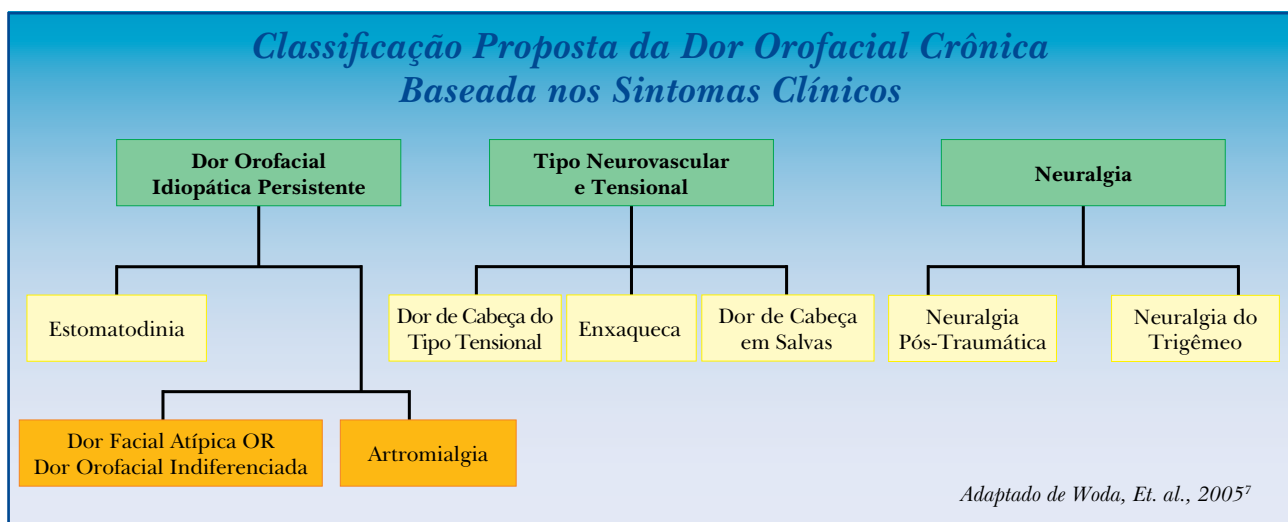 Classificação Proposta da Dor Orofacial Crônica
Baseada nos Sintomas Clínicos
Dor Orofacial
Idiopática Persistente
Tipo Neurovascular
e Tensional
Neuralgia
Estomatodinia
Dor de Cabeça do
Tipo Tensional
Enxaqueca
Dor de Cabeça
em Salvas
Neuralgia
Pós-Traumática
Neuralgia do
Trigêmeo
Dor Facial Atípica OR
Dor Orofacial Indiferenciada
Artromialgia
Adaptado de Woda, Et. al., 2005⁷